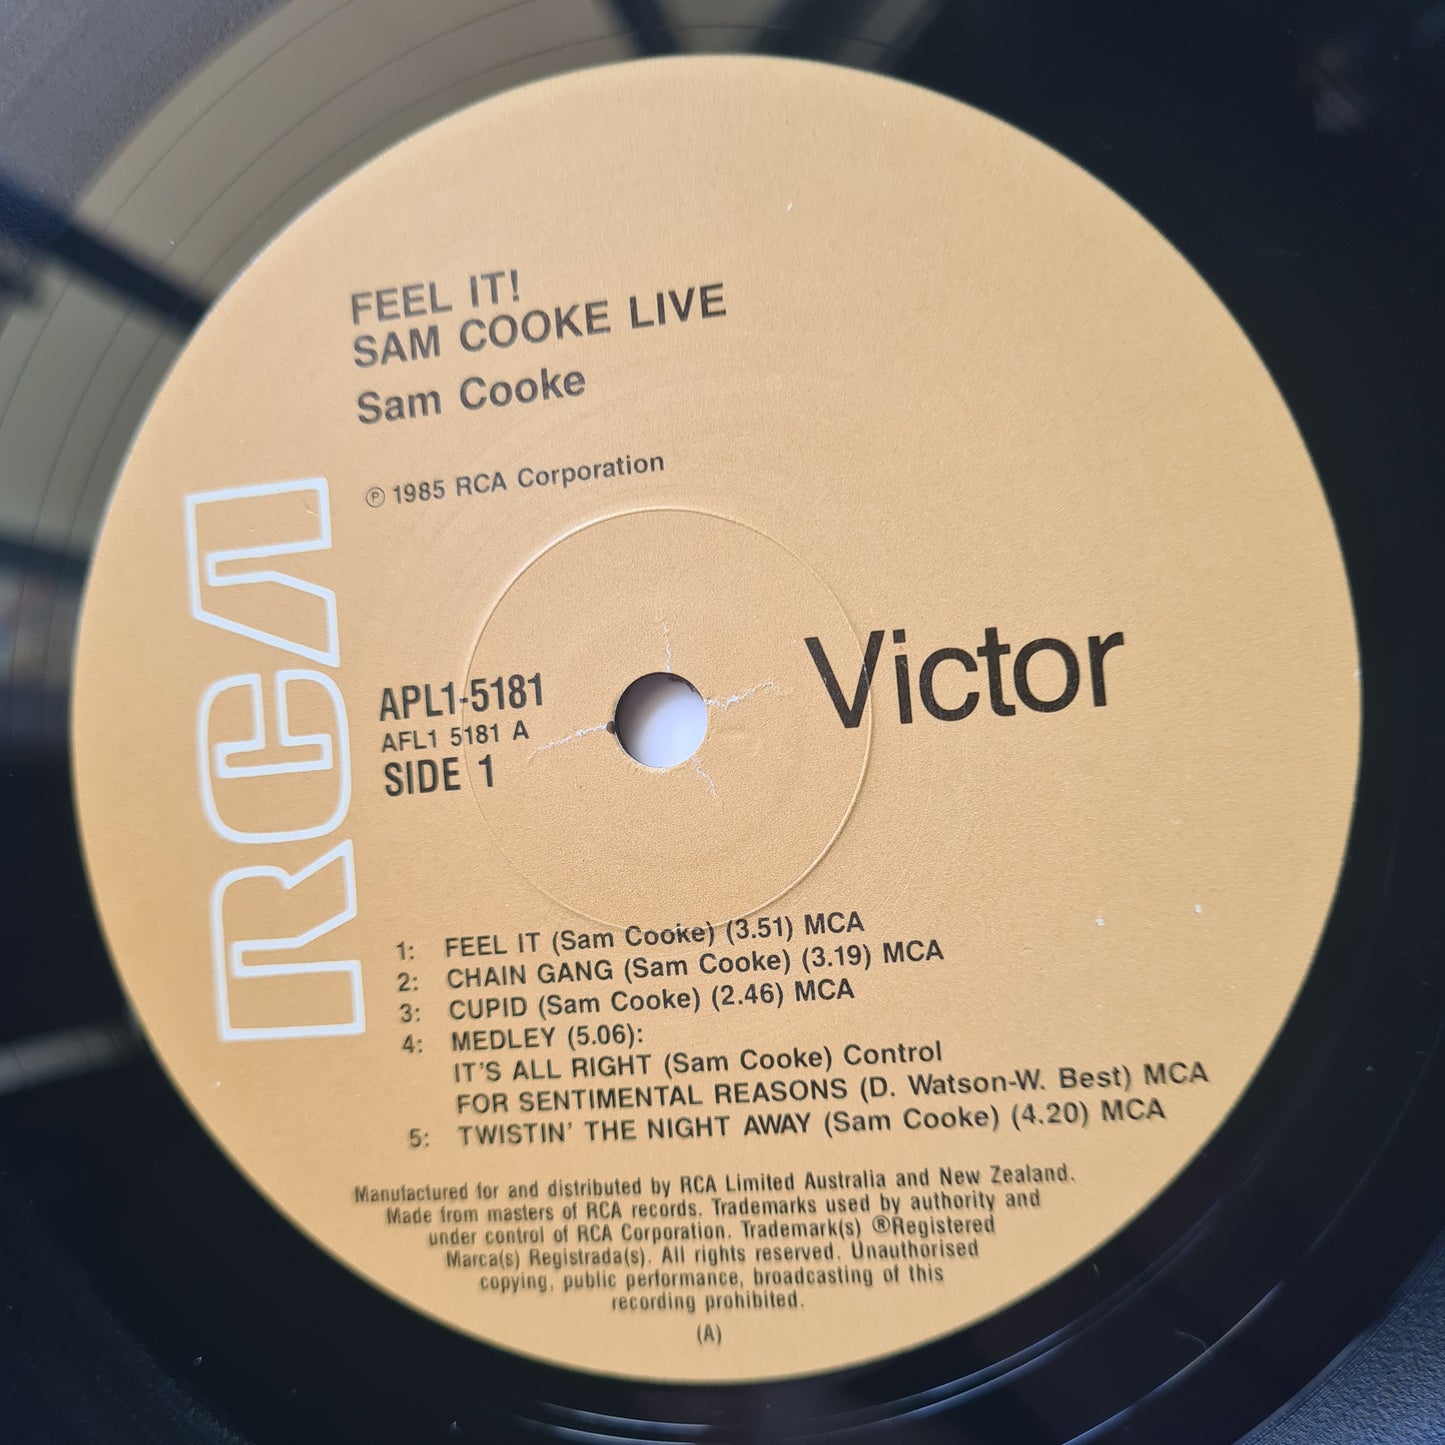 FEEL IT!
SAM COOKE LIVE
Sam Cooke
℗ 1985 RCA Corporation
RCA
Victor
APL1-5181
AFL1 5181 A
SIDE 1
1: FEEL IT (Sam Cooke) (3.51) MCA
2: CHAIN GANG (Sam Cooke) (3.19) MCA
3: CUPID (Sam Cooke) (2.46) MCA
4: MEDLEY (5.06):
IT'S ALL RIGHT (Sam Cooke) Control
FOR SENTIMENTAL REASONS (D. Watson-W. Best) MCA
5: TWISTIN' THE NIGHT AWAY (Sam Cooke) (4.20) MCA
Manufactured for and distributed by RCA Limited Australia and New Zealand.
Made from masters of RCA records. Trademarks used by authority and
under control of RCA Corporation. Trademark(s) ®Registered
Marca(s) Registrada(s). All rights reserved. Unauthorised
copying, public performance, broadcasting of this
recording prohibited.
(A)